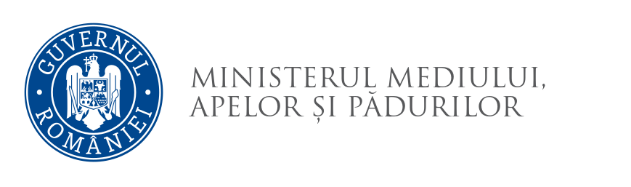 GUVERNUL
ROMÂNIEI
MINISTERUL MEDIULUI,
APELOR ȘI PĂDURILOR